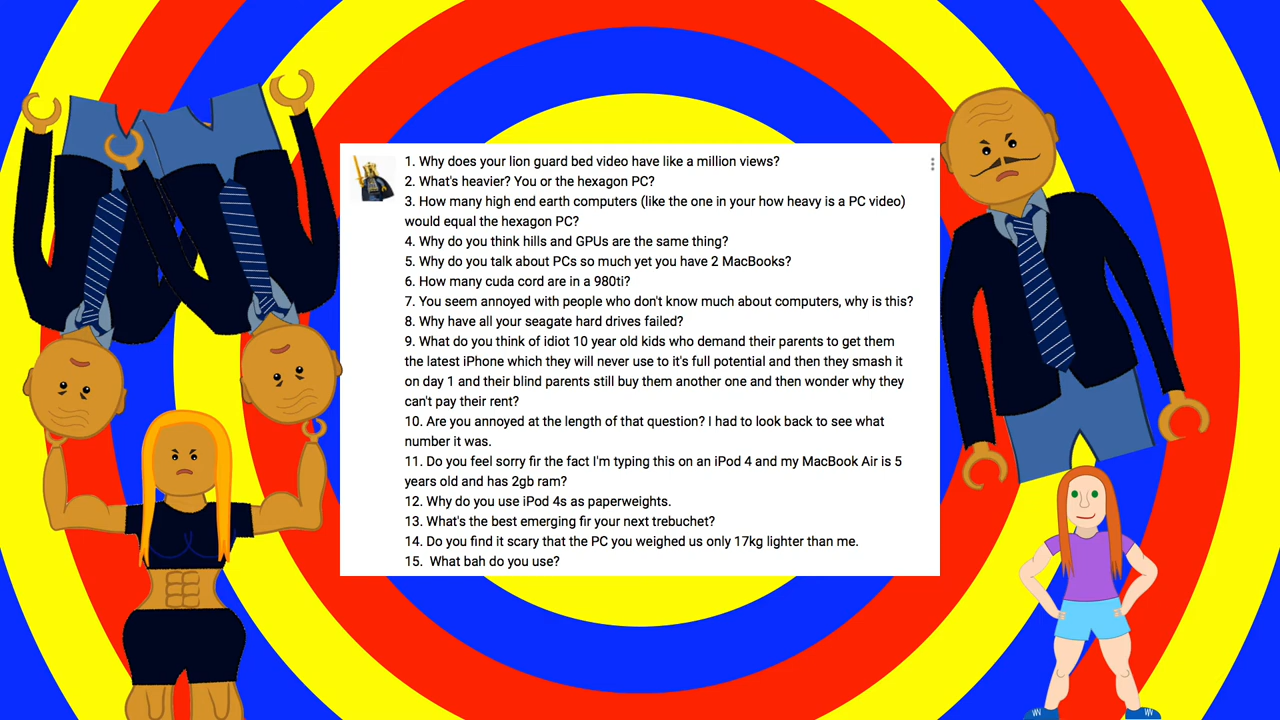 1. Why does your lion guard bed video have like a million views?
2. What's heavier? You or the hexagon PC?
3. How many high end earth computers (like the one in your how heavy is a PC video)
would equal the hexagon PC?
4. Why do you think hills and GPUs are the same thing?
5. Why do you talk about PCs so much yet you have 2 MacBooks?
6. How many cuda cord are in a 980ti?
7. You seem annoyed with people who don't know much about computers, why is this?
8. Why have all your seagate hard drives failed?
9. What do you think of idiot 10 year old kids who demand their parents to get them
the latest iPhone which they will never use to it's full potential and then they smash it
on day 1 and their blind parents still buy them another one and then wonder why they
can't pay their rent?
10. Are you annoyed at the length of that question? I had to look back to see what
number it was.
11. Do you feel sorry fir the fact I'm typing this on an iPod 4 and my MacBook Air is 5
years old and has 2gb ram?
12. Why do you use iPod 4s as paperweights.
13. What's the best emerging fir your next trebuchet?
14. Do you find it scary that the PC you weighed us only 17kg lighter than me.
15. What bah do you use?